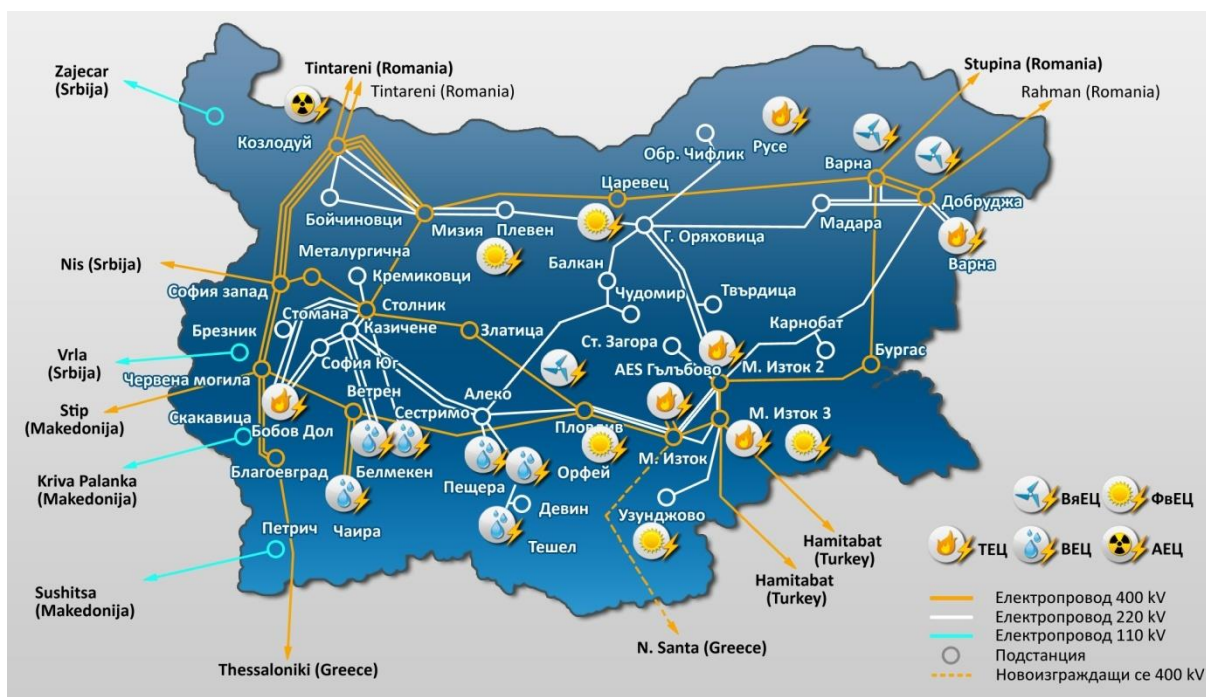 Zajecar
(Srbija)
Tintareni (Romania)
Tintareni (Romania)
Stupina (Romania)
Rahman (Romania)
Козлодуй
Обр. Чифлик
Русе
Варна
Царевец
Добруджа
Бойчиновци
Мизия
Плевен
Г. Оряховица
Мадара
Варна
Металургична
Кремиковци
Балкан
Nis (Srbija)
София запад
Столник
Чудомир
Твърдица
Стомана
Казичене
Златица
Карнобат
Брезник
Ст. Загора
Бургас
Vrla
(Srbija)
София Юг
AES Гълъбово
М. Изток 2
Червена могила
Ветрен
Алеко
Stip
(Makedonija)
Скакавица
Сестримо
М. Изток 3
Бобов Дол
Пловдив
Благоевград
Белмекен
Пещера
Орфей
М. Изток
Kriva Palanka
(Makedonija)
Девин
Узунджово
Петрич
Чаира
Тешел
Hamitabat
(Turkey)
Hamitabat
(Turkey)
Sushitsa
(Makedonija)
N. Santa (Greece)
Thessaloniki (Greece)
ВяЕЦ
ФвЕЦ
ТЕЦ
ВЕЦ
АЕЦ
Електропровод 400 kV
Електропровод 220 kV
Електропровод 110 kV
Подстанция
Новоизграждащи се 400 kV